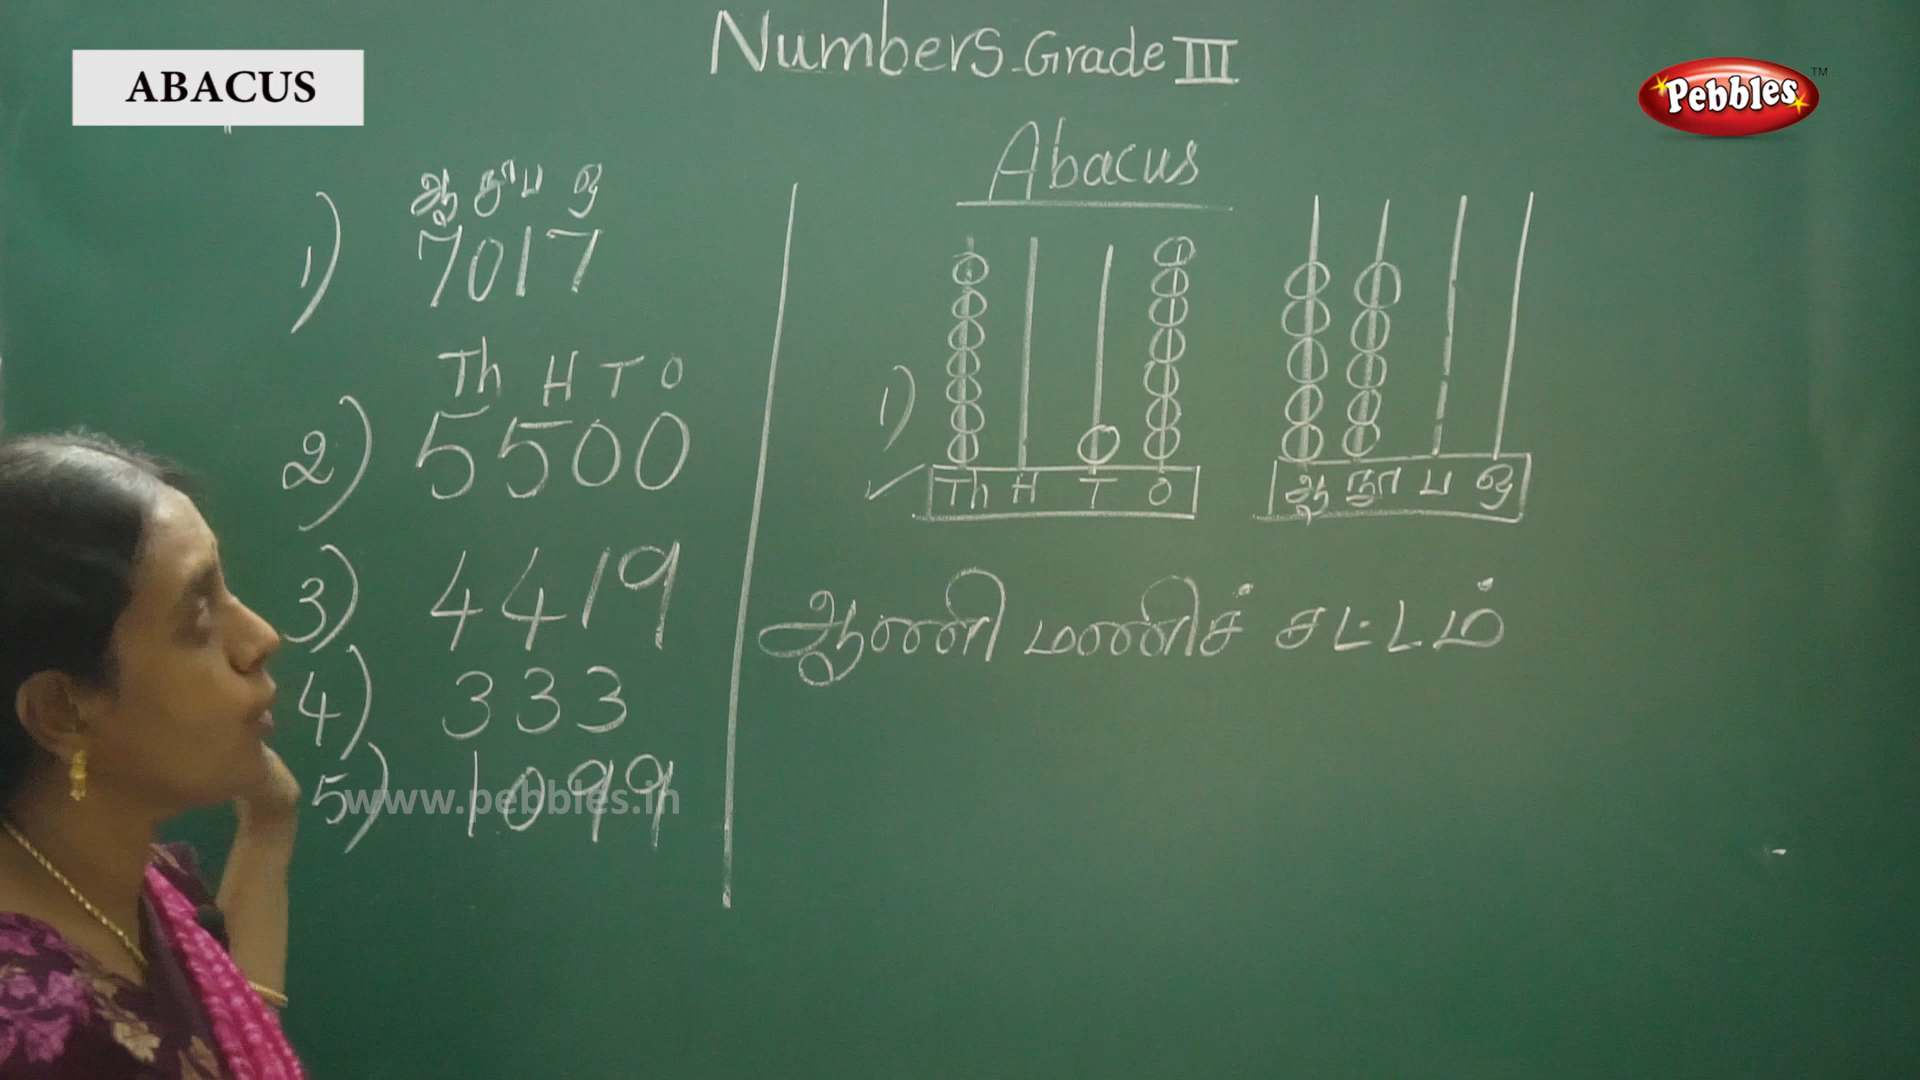 Numbers-Grade III
ABACUS
Pebbles™
Abacus
ஆ நூ ப ஒ
1) 7017
Th H T O
2) 5500
3) 4419
4) 333
5) 1099
1)
Th H T O
ஆ நூ ப ஒ
ஆணி மணிச் சட்டம்
www.pebbles.in